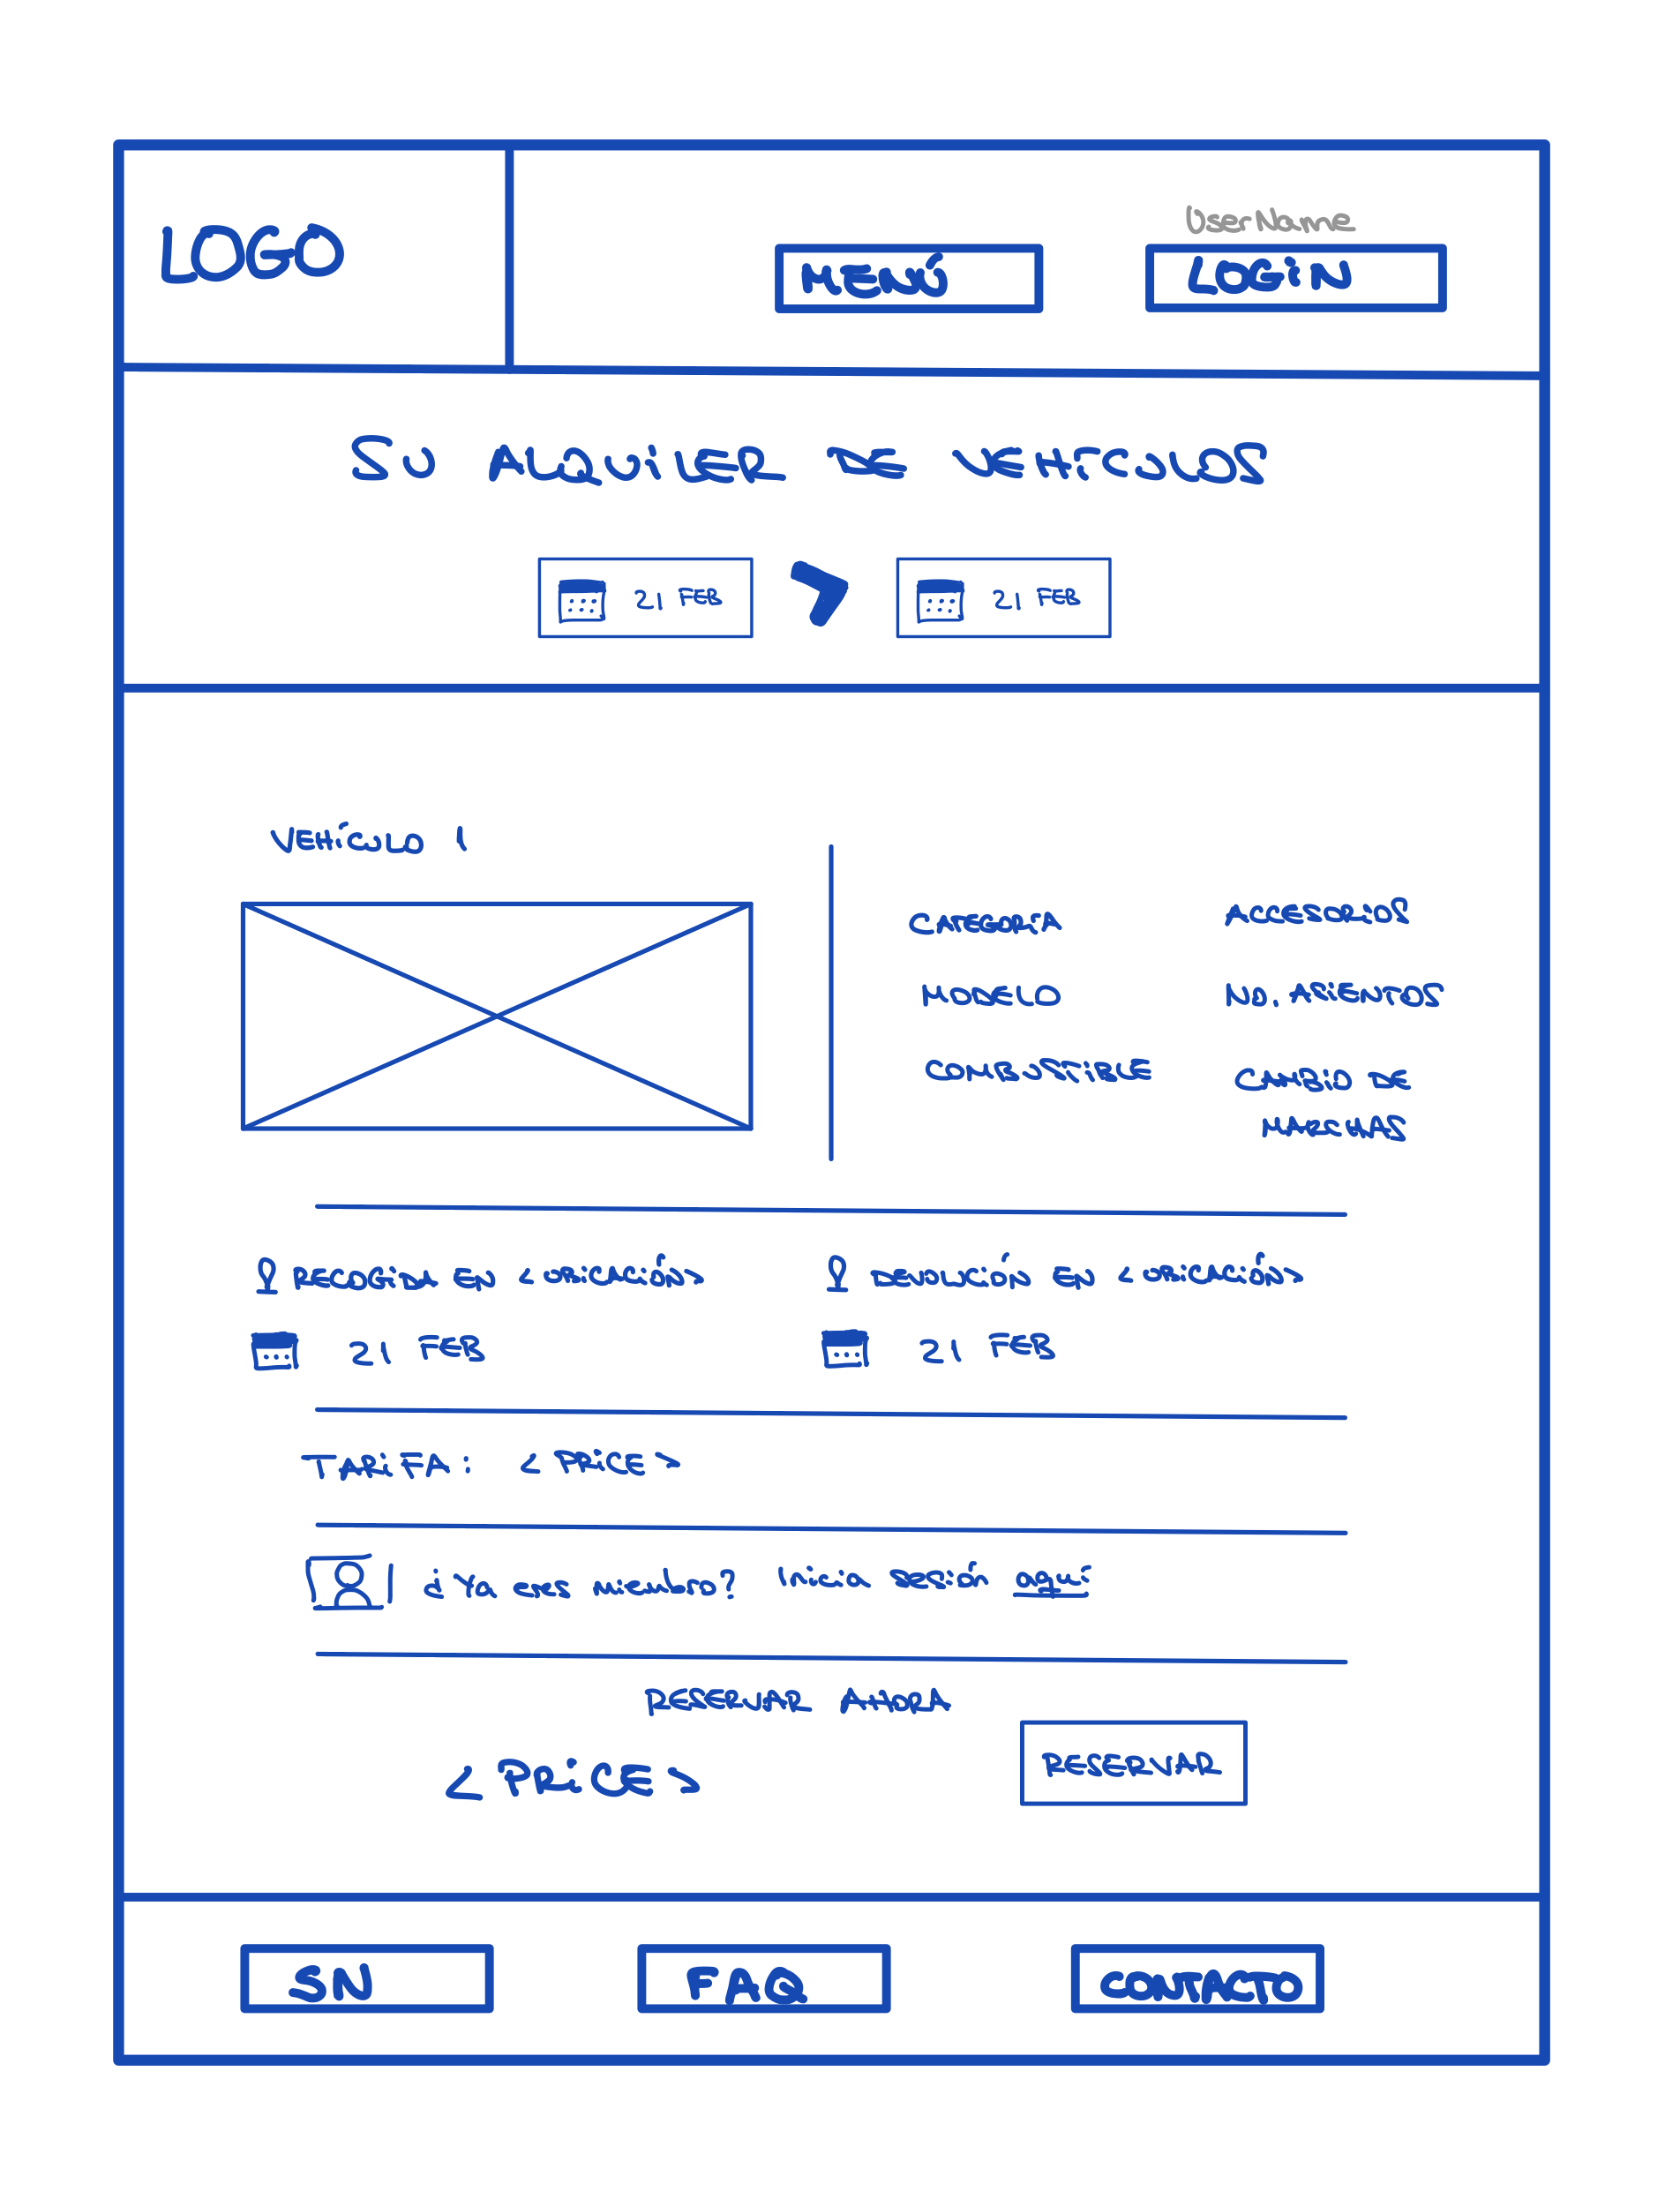 LOGO
UserName
MENÚ
LOGIN
SU ALQUILER DE VEHICULOS
21 FEB
21 FEB
VEHÍCULO 1
CATEGORÍA
ACCESORIOS
MODELO
NO. ASIENTOS
COMBUSTIBLE
CAMBIO DE
MARCHAS
RECOGIDA EN <UBICACIÓN>
DEVOLUCIÓN EN <UBICACIÓN>
21 FEB
21 FEB
TARIFA: <PRICE>
¿Ya eres miembro? Inicia sesión aquí
RESERVAR AHORA
<PRICE>
RESERVAR
SN
FAQ
CONTACTO